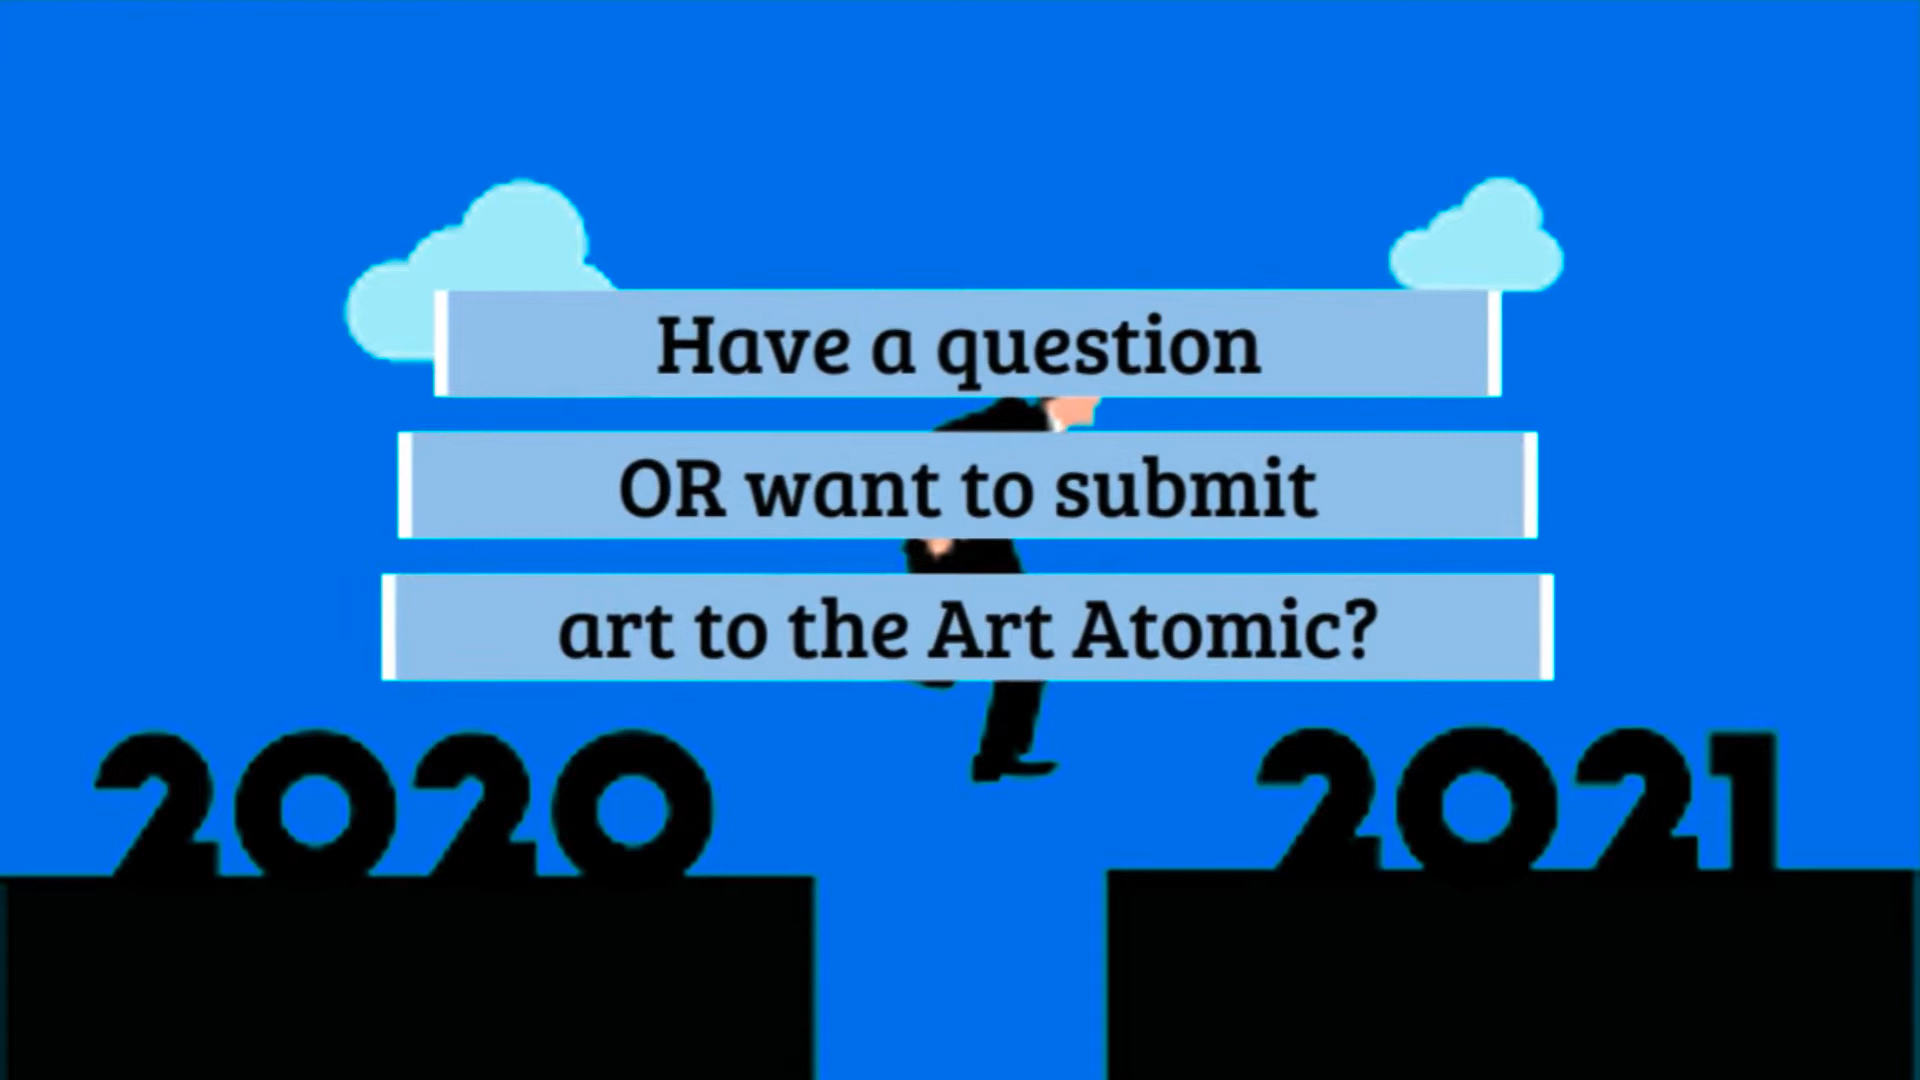 Have a question
OR want to submit
art to the Art Atomic?
2020 2021